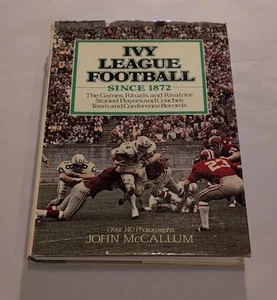 IVY
LEAGUE
FOOTBALL
SINCE 1872
The Games, Rituals, and Rivalries
Storied Players and Coaches
Team and Conference Records
Over 140 Photographs
JOHN McCALLUM